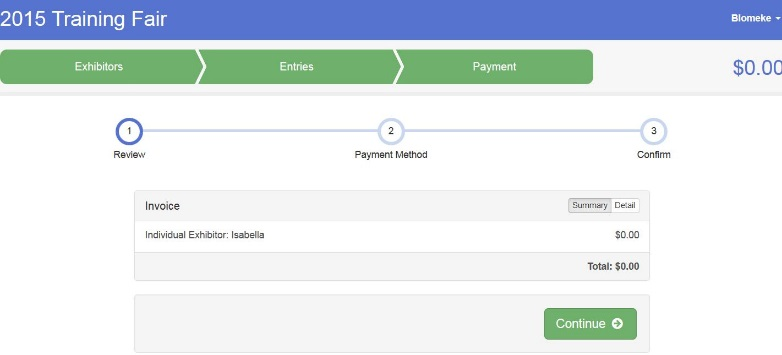 2015 Training Fair
Blomeke
Exhibitors
Entries
Payment
$0.00
1
2
3
Review
Payment Method
Confirm
Invoice
Summary
Detail
Individual Exhibitor: Isabella
$0.00
Total: $0.00
Continue